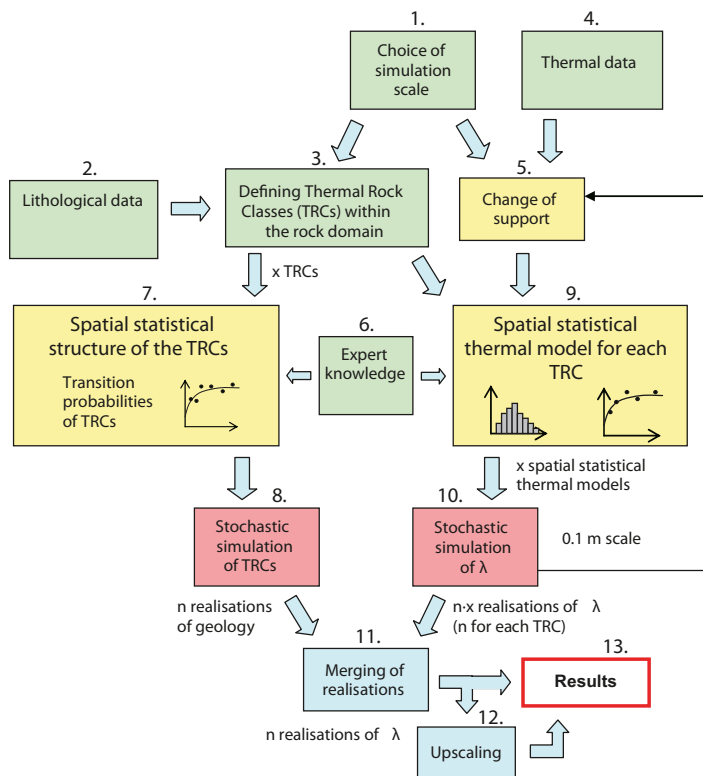 1.
Choice of
simulation
scale
4.
Thermal data
2.
Lithological data
3.
Defining Thermal Rock
Classes (TRCs) within
the rock domain
5.
Change of
support
x TRCs
7.
Spatial statistical
structure of the TRCs
Transition
probabilities
of TRCs
6.
Expert
knowledge
9.
Spatial statistical
thermal model for each
TRC
x spatial statistical
thermal models
8.
Stochastic
simulation
of TRCs
10.
Stochastic
simulation
of λ
0.1 m scale
n realisations
of geology
n·x realisations of λ
(n for each TRC)
11.
Merging of
realisations
13.
Results
n realisations of λ
12.
Upscaling